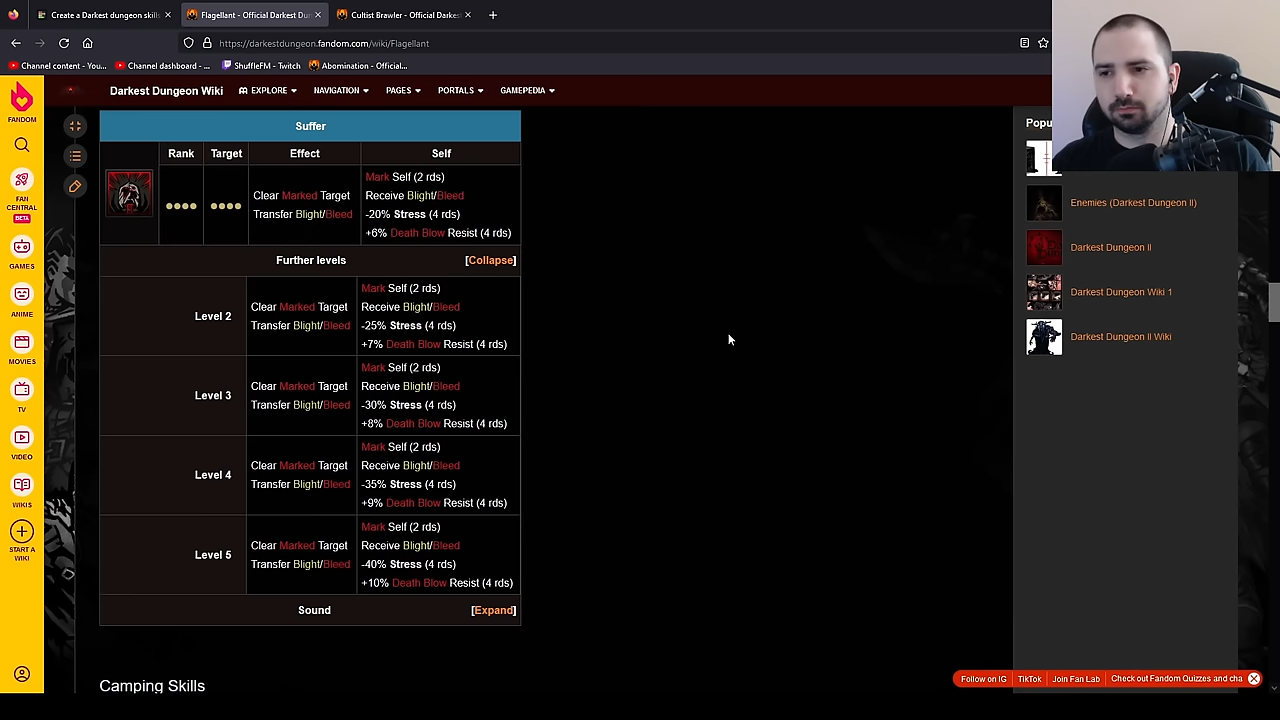 Create a Darkest dungeon skills
Flagellant - Official Darkest Dun
Cultist Brawler - Official Darkes
https://darkestdungeon.fandom.com/wiki/Flagellant
Channel content - You...
Channel dashboard - ...
ShuffleFM - Twitch
Abomination - Official...
FANDOM
FAN CENTRAL
BETA
GAMES
ANIME
MOVIES
TV
VIDEO
WIKIS
START A WIKI
Darkest Dungeon Wiki
EXPLORE
NAVIGATION
PAGES
PORTALS
GAMEPEDIA
Suffer
Rank Target Effect Self
Clear Marked Target
Transfer Blight/Bleed
Mark Self (2 rds)
Receive Blight/Bleed
-20% Stress (4 rds)
+6% Death Blow Resist (4 rds)
Further levels [Collapse]
Level 2
Clear Marked Target
Transfer Blight/Bleed
Mark Self (2 rds)
Receive Blight/Bleed
-25% Stress (4 rds)
+7% Death Blow Resist (4 rds)
Level 3
Clear Marked Target
Transfer Blight/Bleed
Mark Self (2 rds)
Receive Blight/Bleed
-30% Stress (4 rds)
+8% Death Blow Resist (4 rds)
Level 4
Clear Marked Target
Transfer Blight/Bleed
Mark Self (2 rds)
Receive Blight/Bleed
-35% Stress (4 rds)
+9% Death Blow Resist (4 rds)
Level 5
Clear Marked Target
Transfer Blight/Bleed
Mark Self (2 rds)
Receive Blight/Bleed
-40% Stress (4 rds)
+10% Death Blow Resist (4 rds)
Sound [Expand]
Camping Skills
Popu
Enemies (Darkest Dungeon II)
Darkest Dungeon II
Darkest Dungeon Wiki 1
Darkest Dungeon II Wiki
Follow on IG
TikTok
Join Fan Lab
Check out Fandom Quizzes and cha